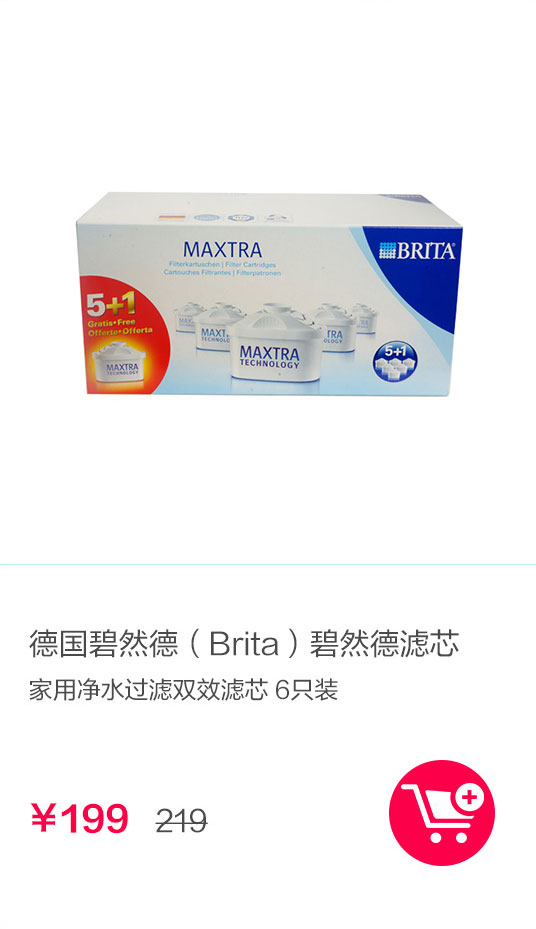 MAXTRA
Filterkartuschen | Filter Cartridges
Cartouches Filtrantes | Filterpatronen
BRITA
5+1
Gratis•Free
Offerte•Offerta
MAXTRA
TECHNOLOGY
MAXTRA
TECHNOLOGY
5+1
德国碧然德（Brita）碧然德滤芯
家用净水过滤双效滤芯 6只装
¥199 219